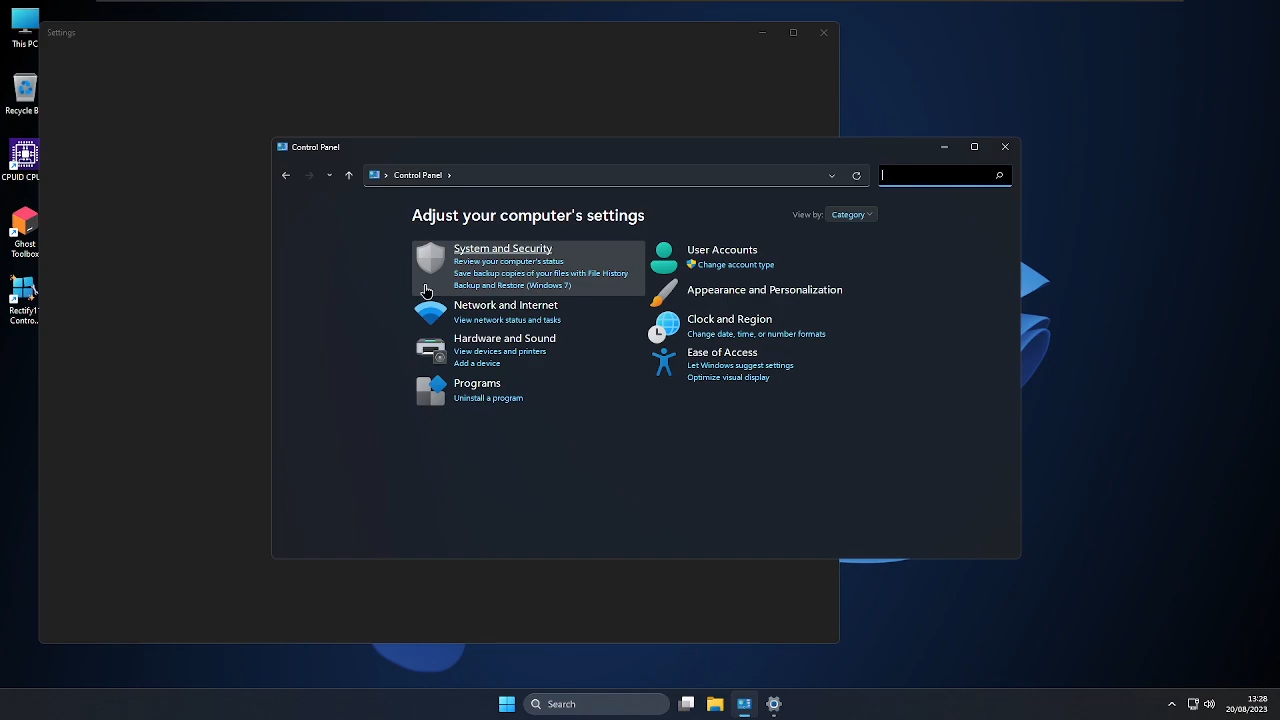 This PC
Settings
Recycle B
CPUID CPU
Ghost
Toolbox
Rectify11
Contro...
Control Panel
Control Panel
Adjust your computer's settings
View by: Category
System and Security
Review your computer's status
Save backup copies of your files with File History
Backup and Restore (Windows 7)
Network and Internet
View network status and tasks
Hardware and Sound
View devices and printers
Add a device
Programs
Uninstall a program
User Accounts
Change account type
Appearance and Personalization
Clock and Region
Change date, time, or number formats
Ease of Access
Let Windows suggest settings
Optimize visual display
Search
13:28
20/08/2023